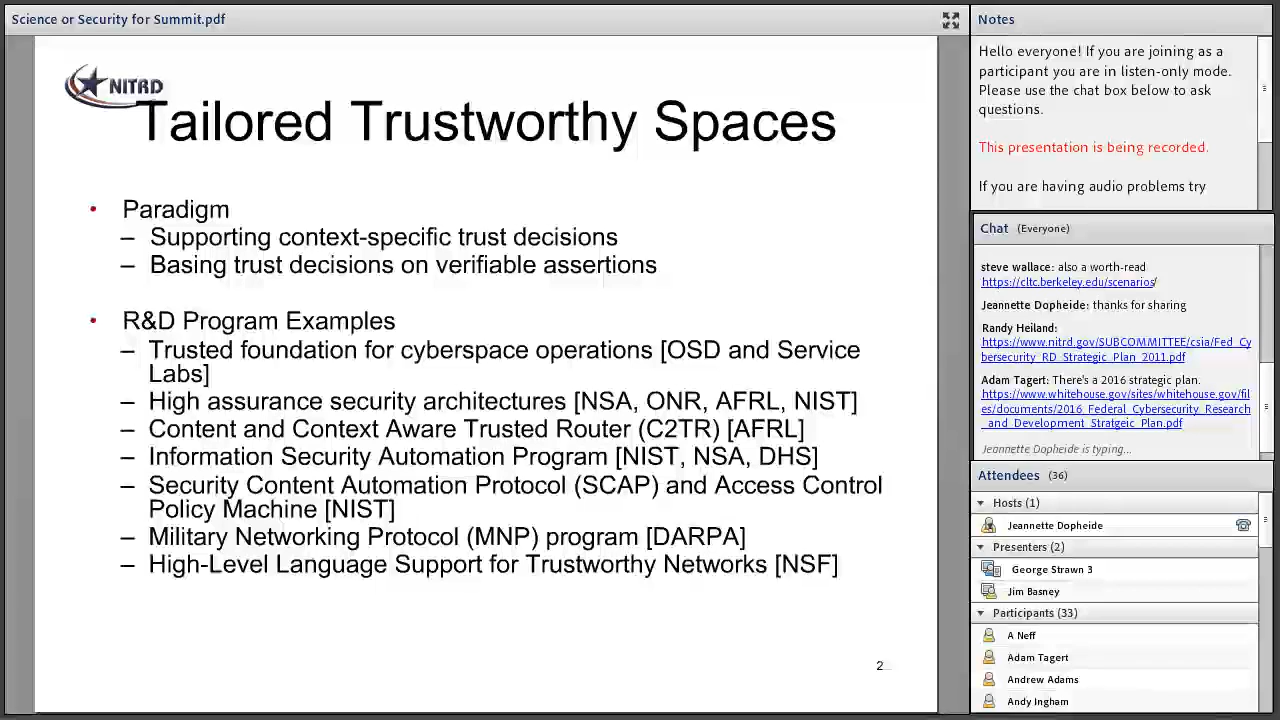 Science or Security for Summit.pdf
NITRD
Tailored Trustworthy Spaces
• Paradigm
– Supporting context-specific trust decisions
– Basing trust decisions on verifiable assertions
• R&D Program Examples
– Trusted foundation for cyberspace operations [OSD and Service
Labs]
– High assurance security architectures [NSA, ONR, AFRL, NIST]
– Content and Context Aware Trusted Router (C2TR) [AFRL]
– Information Security Automation Program [NIST, NSA, DHS]
– Security Content Automation Protocol (SCAP) and Access Control
Policy Machine [NIST]
– Military Networking Protocol (MNP) program [DARPA]
– High-Level Language Support for Trustworthy Networks [NSF]
2
Notes
Hello everyone! If you are joining as a
participant you are in listen-only mode.
Please use the chat box below to ask
questions.
This presentation is being recorded.
If you are having audio problems try
Chat (Everyone)
steve wallace: also a worth-read
https://cltc.berkeley.edu/scenarios/
Jeannette Dopheide: thanks for sharing
Randy Heiland:
https://www.nitrd.gov/SUBCOMMITTEE/csia/Fed_Cy
bersecurity_RD_Strategic_Plan_2011.pdf
Adam Tagert: There's a 2016 strategic plan.
https://www.whitehouse.gov/sites/whitehouse.gov/fil
es/documents/2016_Federal_Cybersecurity_Research
_and_Development_Stratgeic_Plan.pdf
Jeannette Dopheide is typing...
Attendees (36)
Hosts (1)
Jeannette Dopheide
Presenters (2)
George Strawn 3
Jim Basney
Participants (33)
A Neff
Adam Tagert
Andrew Adams
Andy Ingham